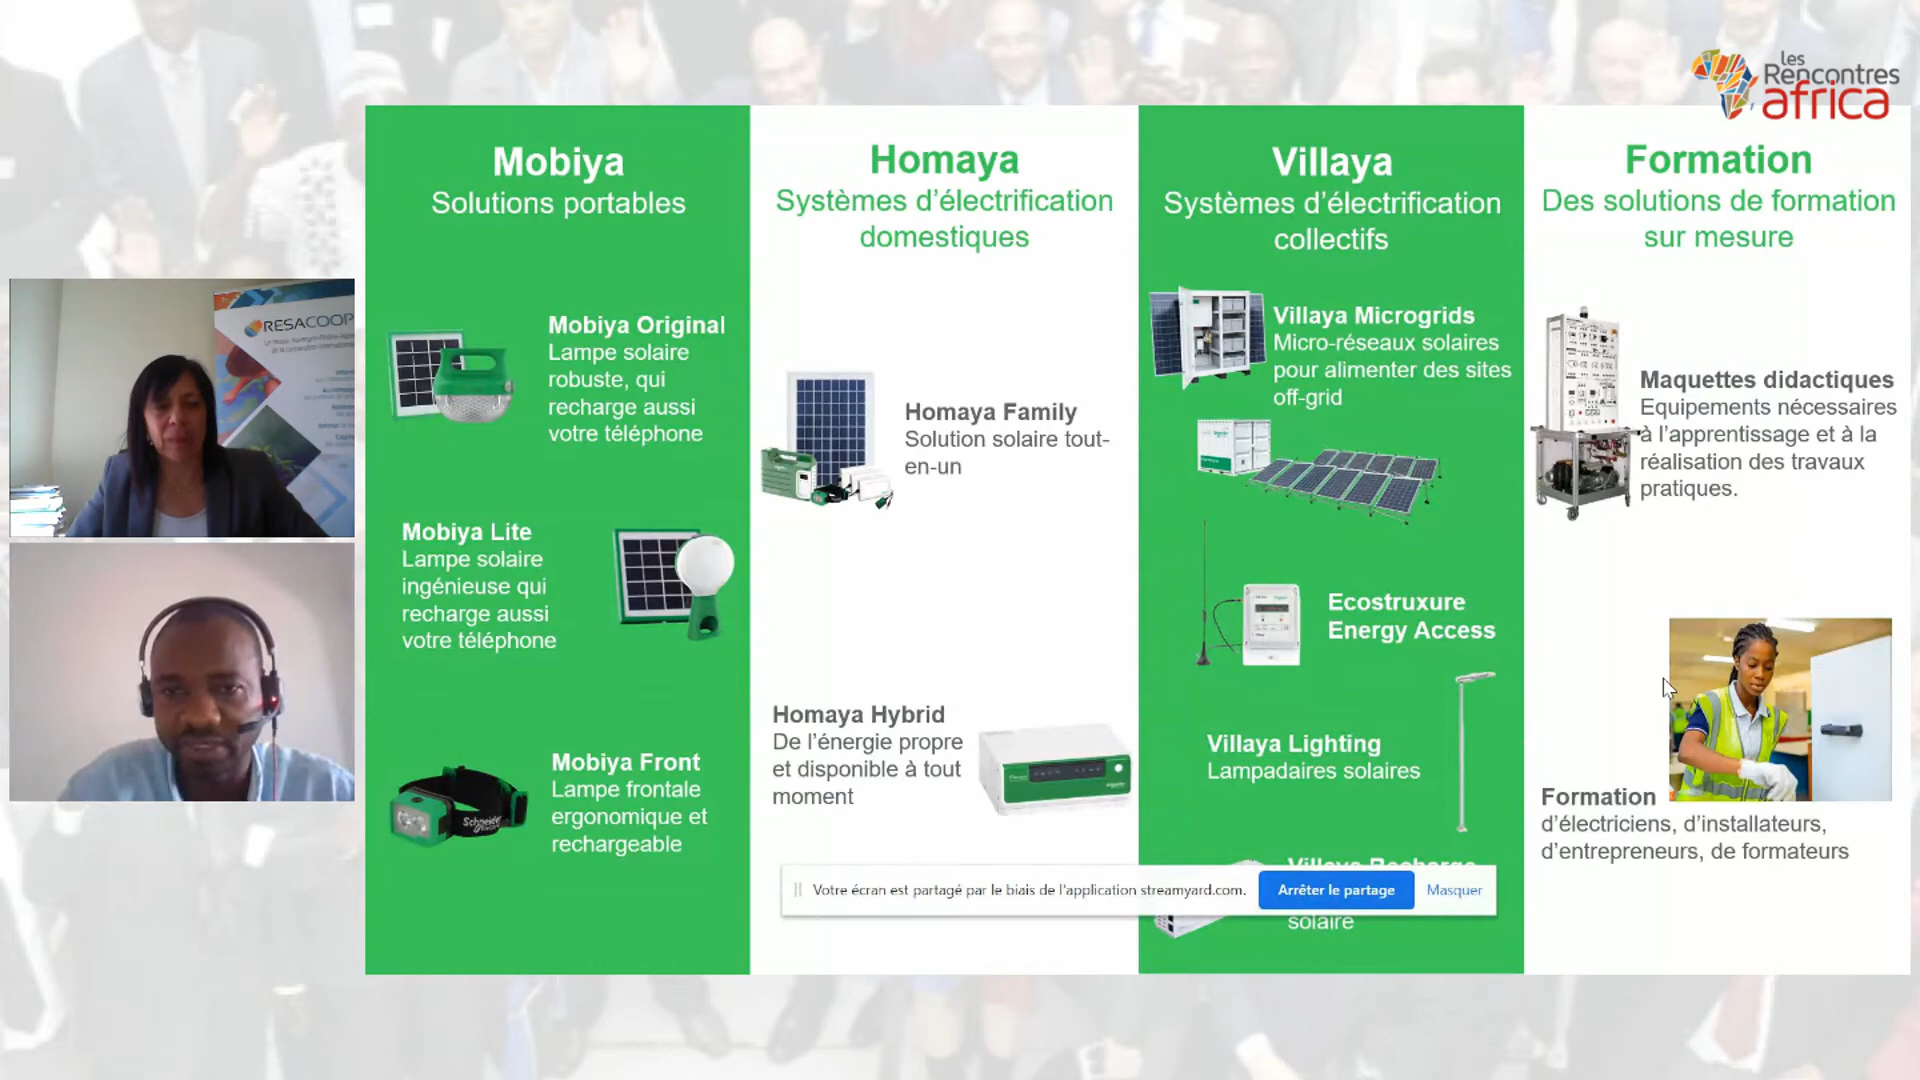 les
Rencontres
africa
RESACOOP
Mobiya
Solutions portables
Mobiya Original
Lampe solaire
robuste, qui
recharge aussi
votre téléphone
Mobiya Lite
Lampe solaire
ingénieuse qui
recharge aussi
votre téléphone
Mobiya Front
Lampe frontale
ergonomique et
rechargeable
Schneider
Homaya
Systèmes d'électrification
domestiques
Homaya Family
Solution solaire tout-
en-un
Homaya Hybrid
De l'énergie propre
et disponible à tout
moment
Villaya
Systèmes d'électrification
collectifs
Villaya Microgrids
Micro-réseaux solaires
pour alimenter des sites
off-grid
Ecostruxure
Energy Access
Villaya Lighting
Lampadaires solaires
Villaya Recharge
solaire
Formation
Des solutions de formation
sur mesure
Maquettes didactiques
Equipements nécessaires
à l'apprentissage et à la
réalisation des travaux
pratiques.
Formation
d'électriciens, d'installateurs,
d'entrepreneurs, de formateurs
Votre écran est partagé par le biais de l'application streamyard.com.
Arrêter le partage
Masquer